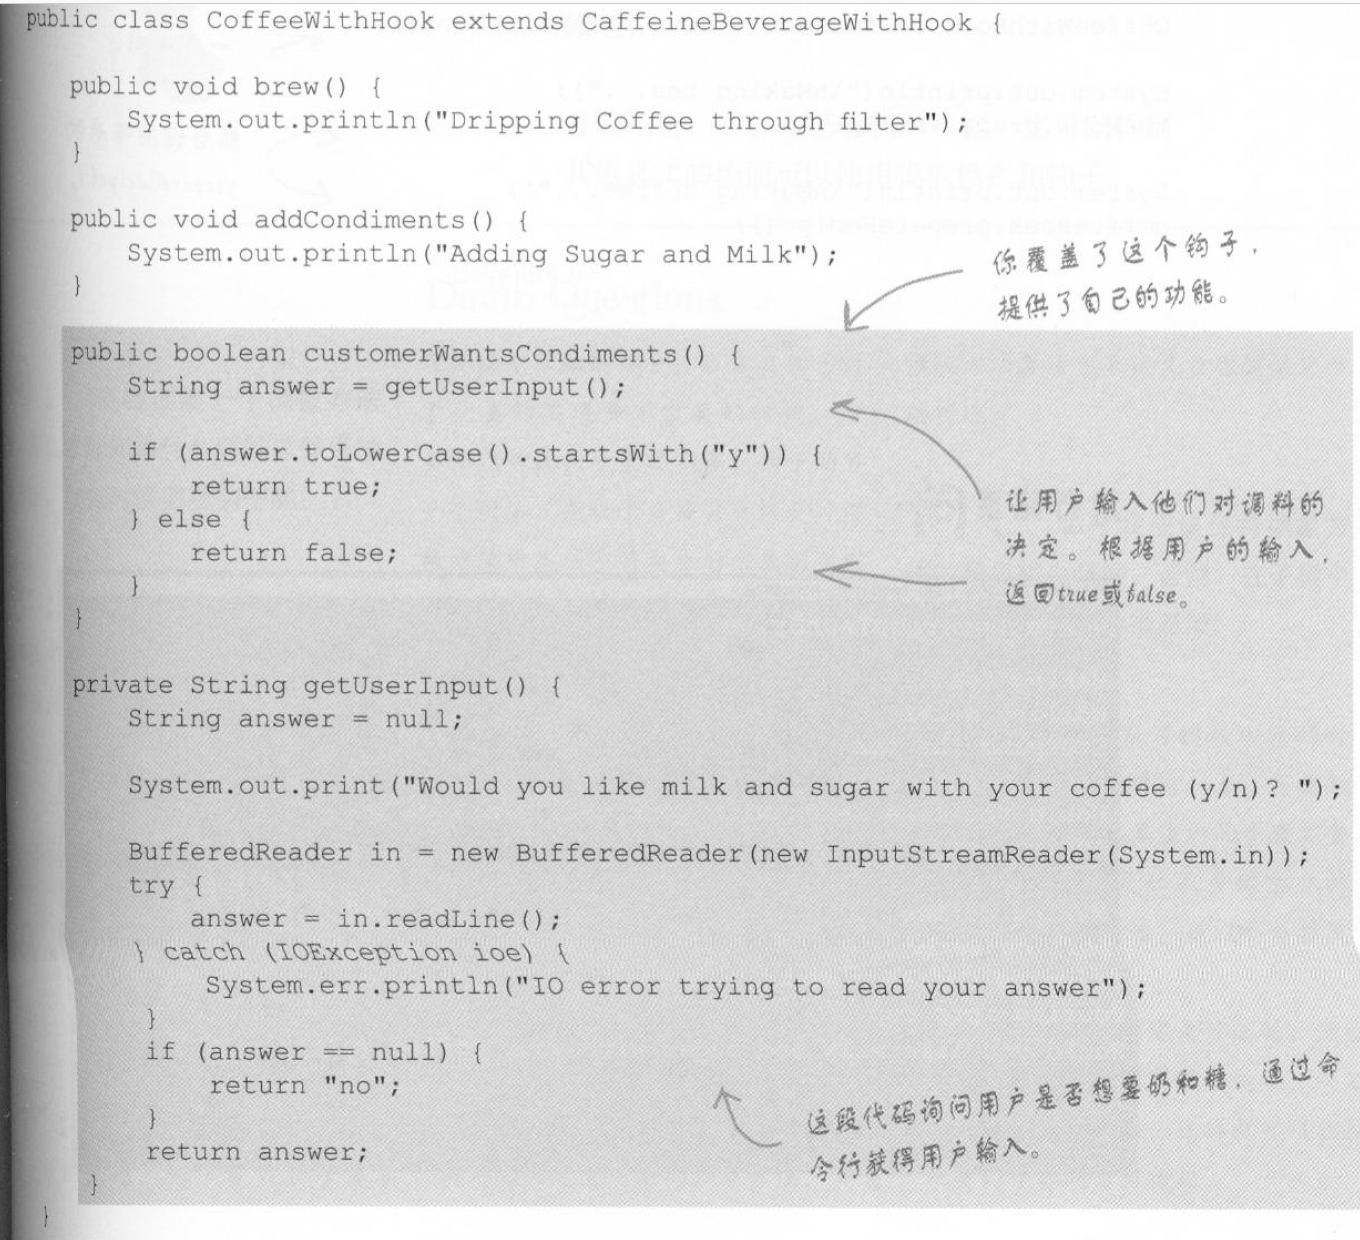 public class CoffeeWithHook extends CaffeineBeverageWithHook {
public void brew() {
System.out.println("Dripping Coffee through filter");
}
public void addCondiments() {
System.out.println("Adding Sugar and Milk");
}
你覆盖了这个钩子，
提供了自己的功能。
public boolean customerWantsCondiments() {
String answer = getUserInput();
if (answer.toLowerCase().startsWith("y")) {
return true;
} else {
return false;
}
}
让用户输入他们对调料的
决定。根据用户的输入，
返回true或false。
private String getUserInput() {
String answer = null;
System.out.print("Would you like milk and sugar with your coffee (y/n)? ");
BufferedReader in = new BufferedReader(new InputStreamReader(System.in));
try {
answer = in.readLine();
} catch (IOException ioe) {
System.err.println("IO error trying to read your answer");
}
if (answer == null) {
return "no";
}
return answer;
}
}
这段代码询问用户是否想要奶和糖，通过命
令行获得用户输入。